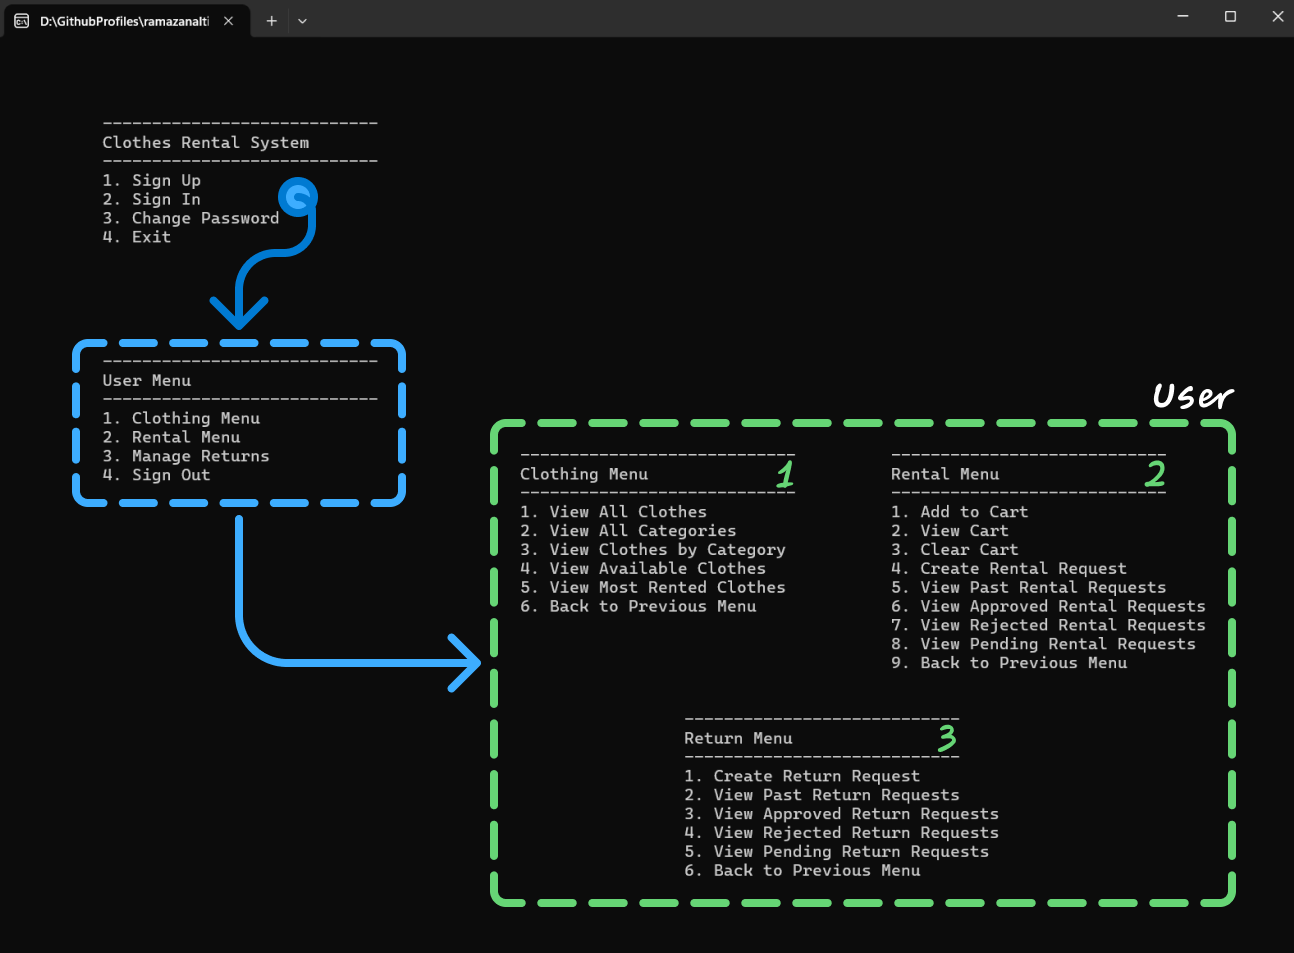 D:\GithubProfiles\ramazanalti
Clothes Rental System
1. Sign Up
2. Sign In
3. Change Password
4. Exit
User Menu
1. Clothing Menu
2. Rental Menu
3. Manage Returns
4. Sign Out
User
Clothing Menu 1
1. View All Clothes
2. View All Categories
3. View Clothes by Category
4. View Available Clothes
5. View Most Rented Clothes
6. Back to Previous Menu
Rental Menu 2
1. Add to Cart
2. View Cart
3. Clear Cart
4. Create Rental Request
5. View Past Rental Requests
6. View Approved Rental Requests
7. View Rejected Rental Requests
8. View Pending Rental Requests
9. Back to Previous Menu
Return Menu 3
1. Create Return Request
2. View Past Return Requests
3. View Approved Return Requests
4. View Rejected Return Requests
5. View Pending Return Requests
6. Back to Previous Menu